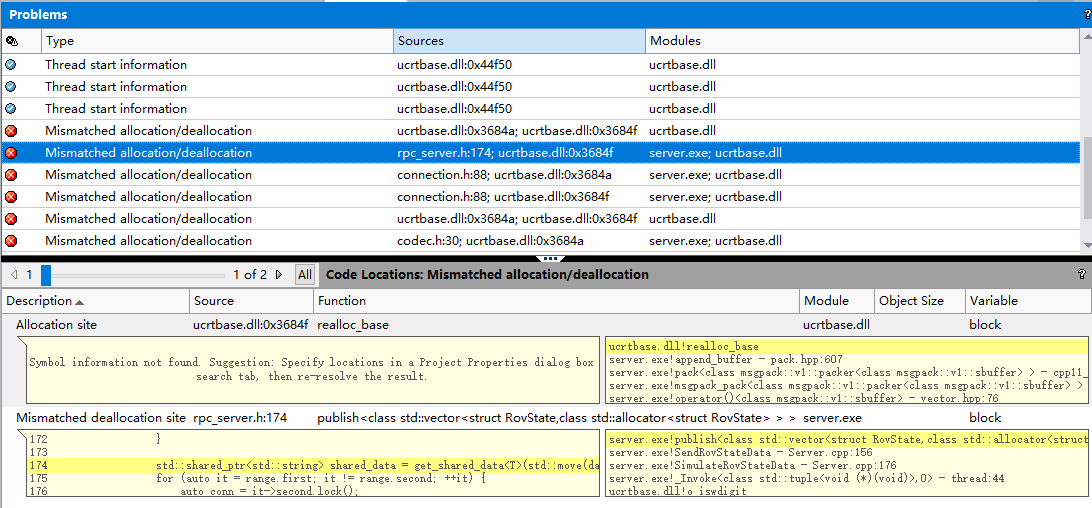 Problems
?
Type Sources Modules
Thread start information ucrtbase.dll:0x44f50 ucrtbase.dll
Thread start information ucrtbase.dll:0x44f50 ucrtbase.dll
Thread start information ucrtbase.dll:0x44f50 ucrtbase.dll
Mismatched allocation/deallocation ucrtbase.dll:0x3684a; ucrtbase.dll:0x3684f ucrtbase.dll
Mismatched allocation/deallocation rpc_server.h:174; ucrtbase.dll:0x3684f server.exe; ucrtbase.dll
Mismatched allocation/deallocation connection.h:88; ucrtbase.dll:0x3684a server.exe; ucrtbase.dll
Mismatched allocation/deallocation connection.h:88; ucrtbase.dll:0x3684f server.exe; ucrtbase.dll
Mismatched allocation/deallocation ucrtbase.dll:0x3684a; ucrtbase.dll:0x3684f ucrtbase.dll
Mismatched allocation/deallocation codec.h:30; ucrtbase.dll:0x3684a server.exe; ucrtbase.dll
1 1 of 2 All Code Locations: Mismatched allocation/deallocation ?
Description Source Function Module Object Size Variable
Allocation site ucrtbase.dll:0x3684f realloc_base ucrtbase.dll block
Symbol information not found. Suggestion: Specify locations in a Project Properties dialog box
search tab, then re-resolve the result.
ucrtbase.dll!realloc_base
server.exe!append_buffer - pack.hpp:607
server.exe!pack<class msgpack::v1::packer<class msgpack::v1::sbuffer> > - cpp11_
server.exe!msgpack_pack<class msgpack::v1::packer<class msgpack::v1::sbuffer> >
server.exe!operator()<class msgpack::v1::sbuffer> - vector.hpp:76
Mismatched deallocation site rpc_server.h:174 publish<class std::vector<struct RovState,class std::allocator<struct RovState> > > server.exe block
172 }
173
174 std::shared_ptr<std::string> shared_data = get_shared_data<T>(std::move(da
175 for (auto it = range.first; it != range.second; ++it) {
176 auto conn = it->second.lock();
server.exe!publish<class std::vector<struct RovState,class std::allocator<struct
server.exe!SendRovStateData - Server.cpp:156
server.exe!SimulateRovStateData - Server.cpp:176
server.exe!_Invoke<class std::tuple<void (*)(void)>,0> - thread:44
ucrtbase.dll!o_iswdigit